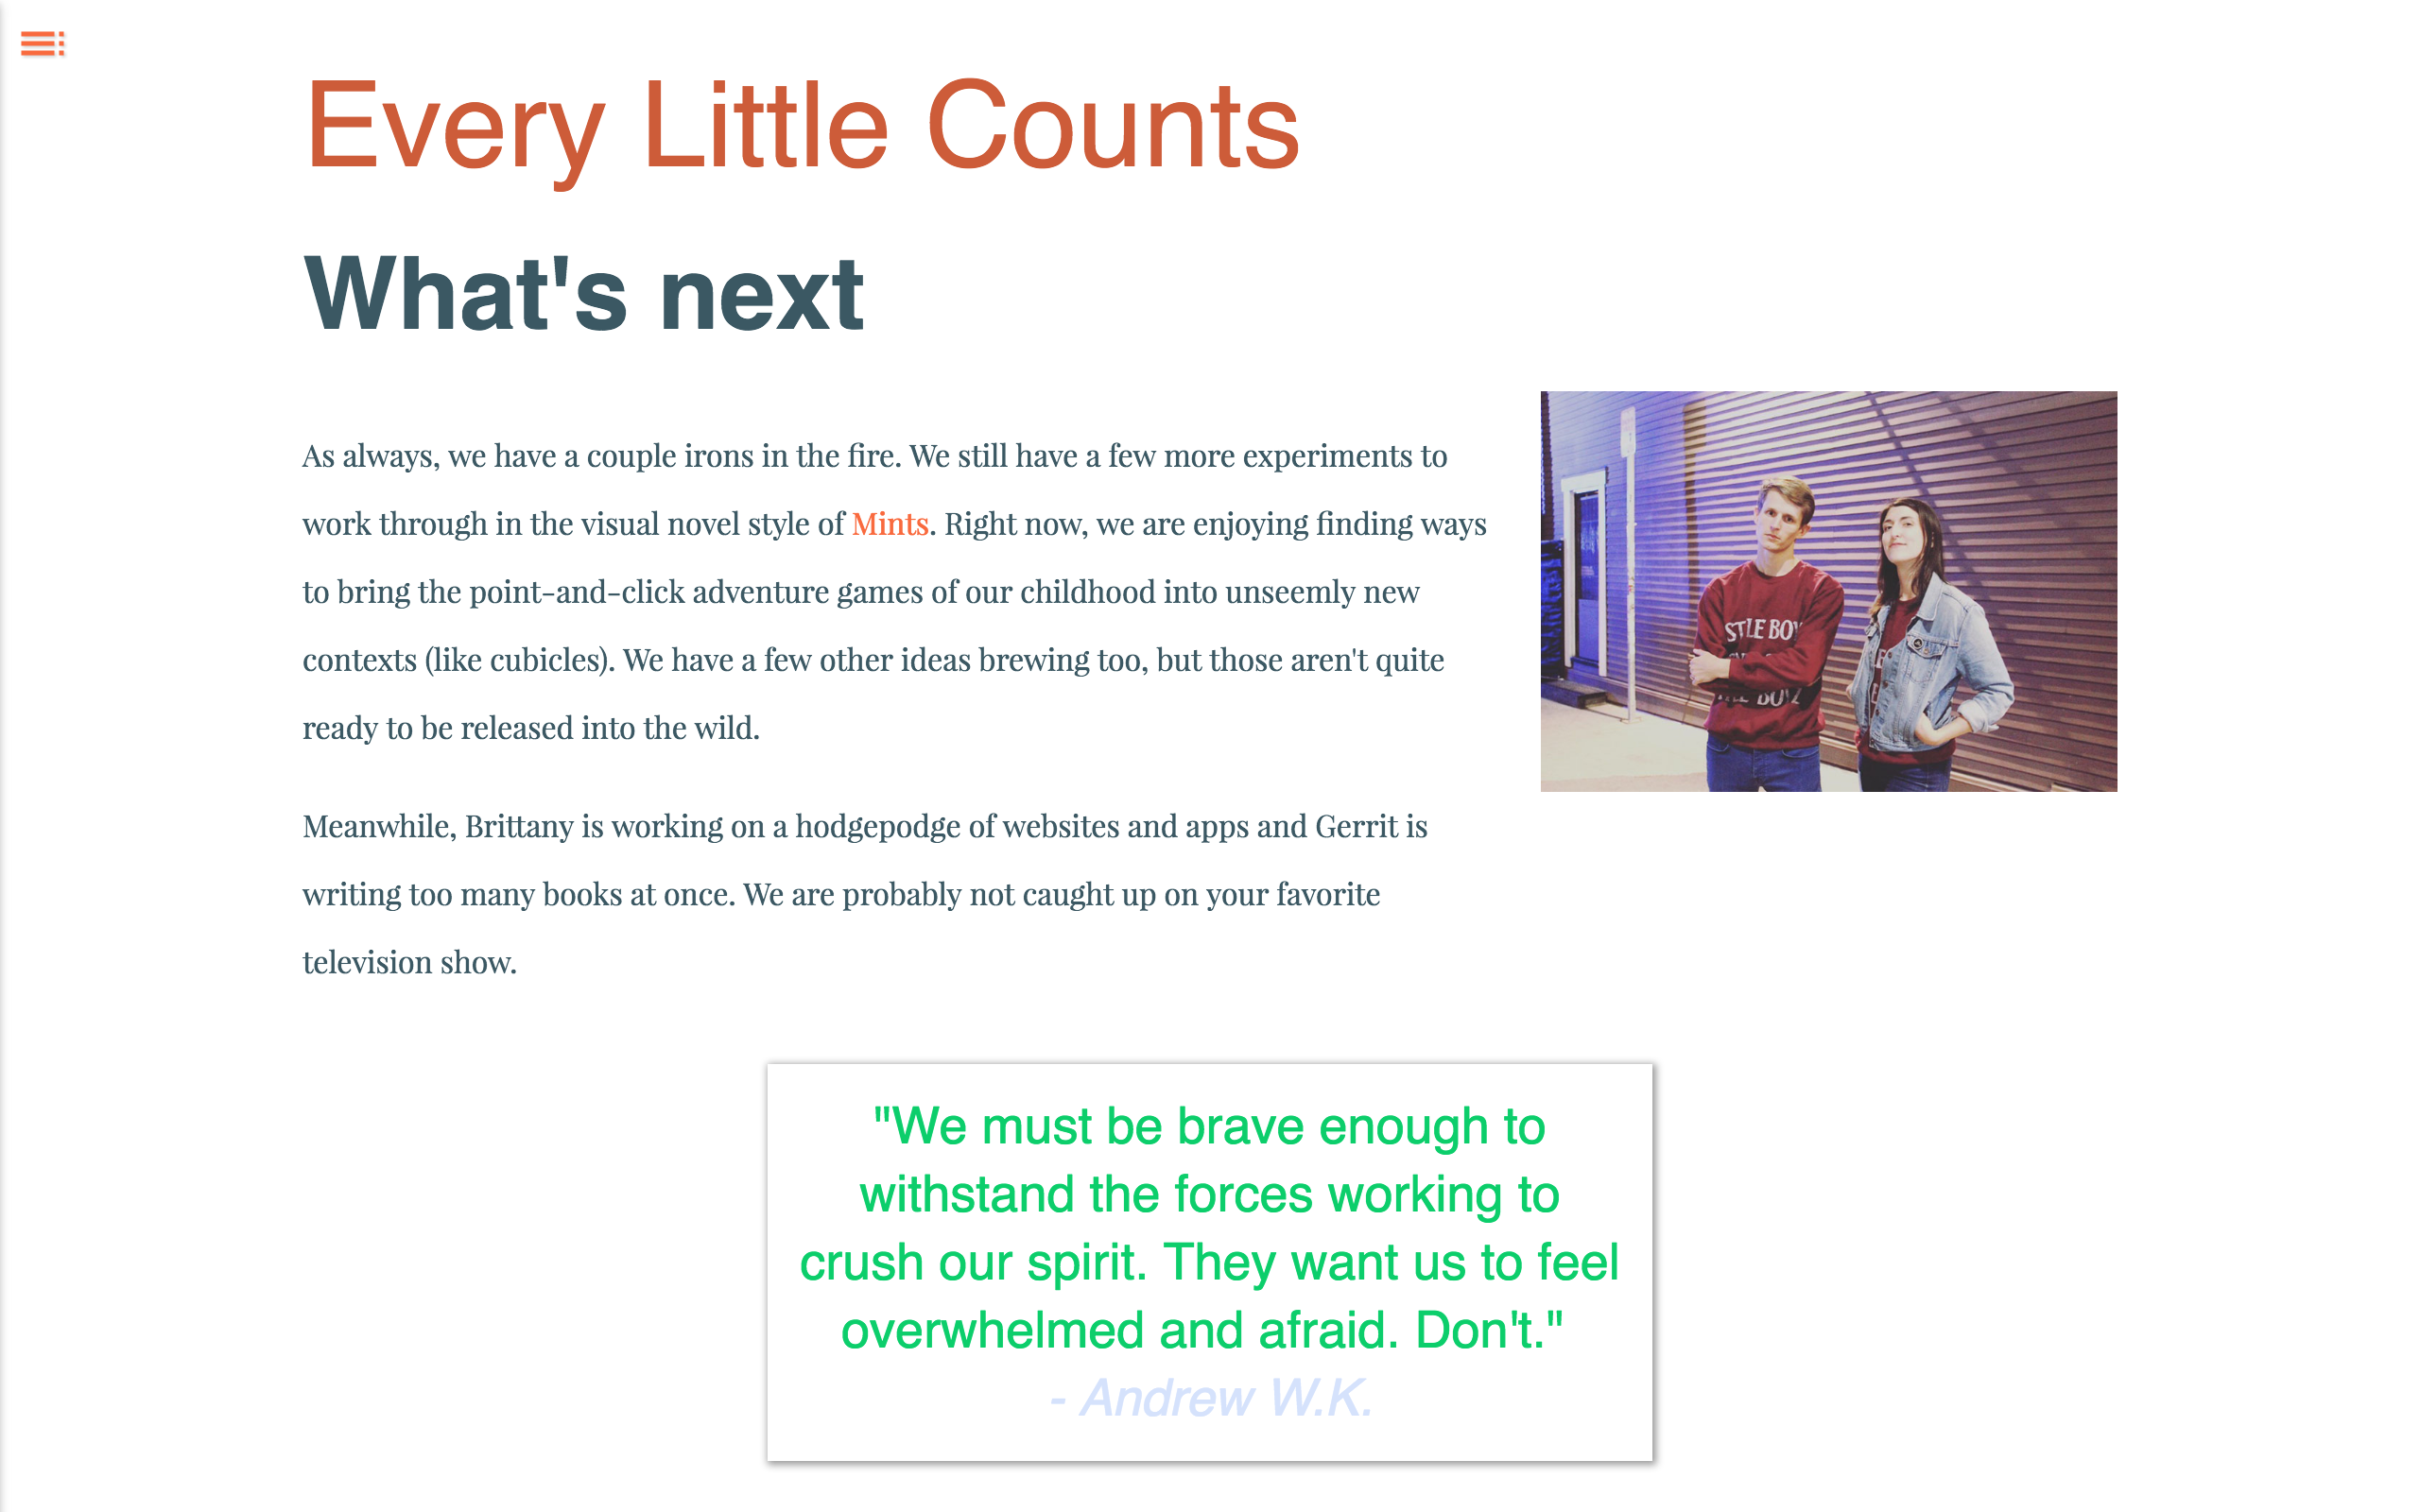 Every Little Counts
What's next
As always, we have a couple irons in the fire. We still have a few more experiments to
work through in the visual novel style of Mints. Right now, we are enjoying finding ways
to bring the point-and-click adventure games of our childhood into unseemly new
contexts (like cubicles). We have a few other ideas brewing too, but those aren't quite
ready to be released into the wild.
Meanwhile, Brittany is working on a hodgepodge of websites and apps and Gerrit is
writing too many books at once. We are probably not caught up on your favorite
television show.
"We must be brave enough to
withstand the forces working to
crush our spirit. They want us to feel
overwhelmed and afraid. Don't."
- Andrew W.K.